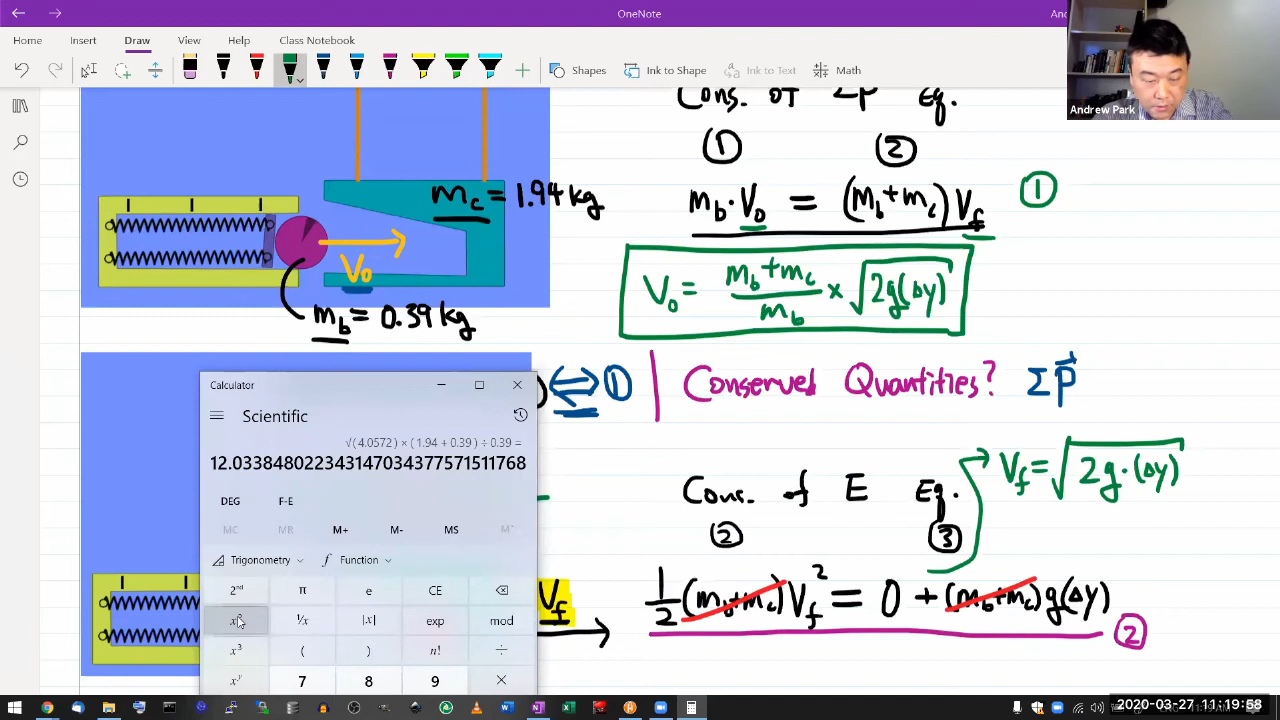 OneNote
Home Insert Draw View Help Class Notebook
Shapes Ink to Shape Ink to Text Math
Andrew Park
Cons. of Σp Eq.
① ②
m_c = 1.94 kg
m_b · V_0 = (m_b + m_c) V_f ①
V_0
V_0 = (m_b + m_c)/m_b × √(2g(Δy))
m_b = 0.39 kg
⇔ ① | Conserved Quantities? Σp⃗
Calculator
Scientific
√(4.0572) × (1.94 + 0.39) ÷ 0.39 =
12.033848022343147034377571511768
DEG F-E
MC MR M+ M- MS M
Trigonometry Function
2ⁿᵈ π e CE
x² ¹/x |x| exp mod
x³ ( ) n! ÷
xʸ 7 8 9 ×
Cons. of E Eq. V_f = √(2g·(Δy))
② ③
V_f
1/2 (m_b + m_c) V_f² = 0 + (m_b + m_c) g(Δy)
②
2020-03-27 11:19:58